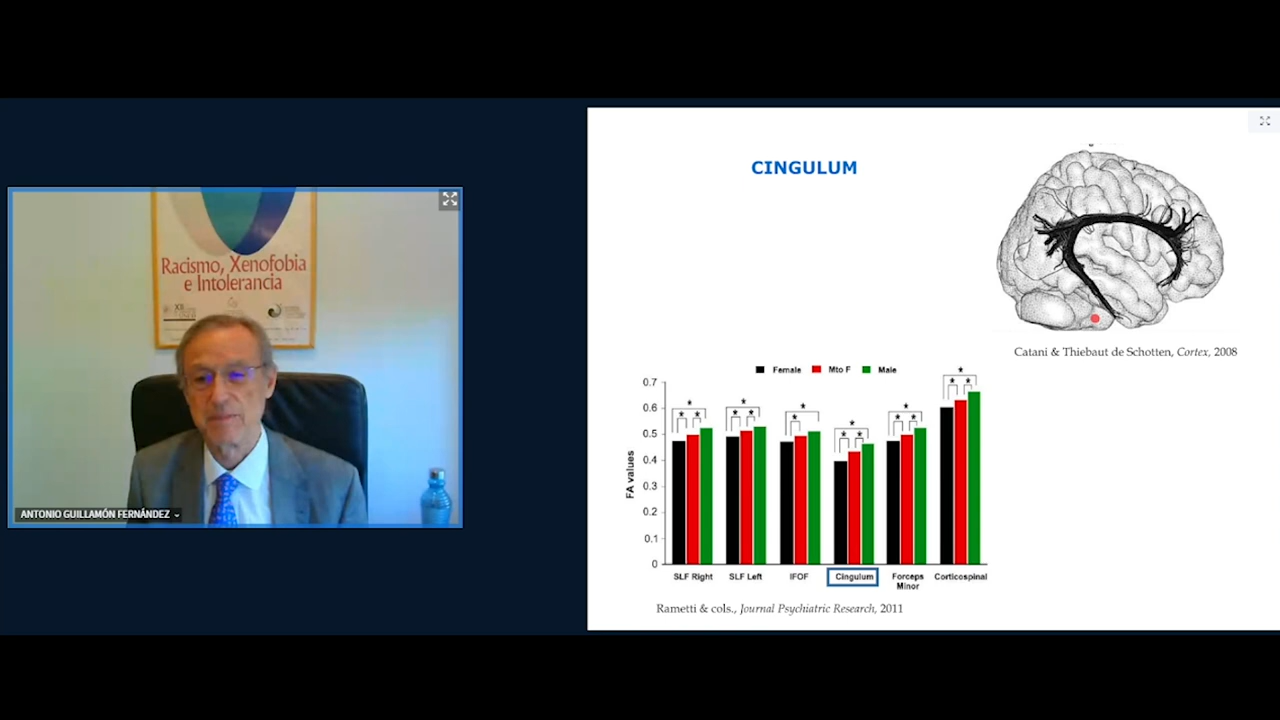 Racismo, Xenofobia
e Intolerancia
ANTONIO GUILLAMÓN FERNÁNDEZ
CINGULUM
Catani & Thiebaut de Schotten, Cortex, 2008
Female
Mto F
Male
FA values
0.7
0.6
0.5
0.4
0.3
0.2
0.1
0
SLF Right
SLF Left
IFOF
Cingulum
Forceps
Minor
Corticospinal
Rametti & cols., Journal Psychiatric Research, 2011